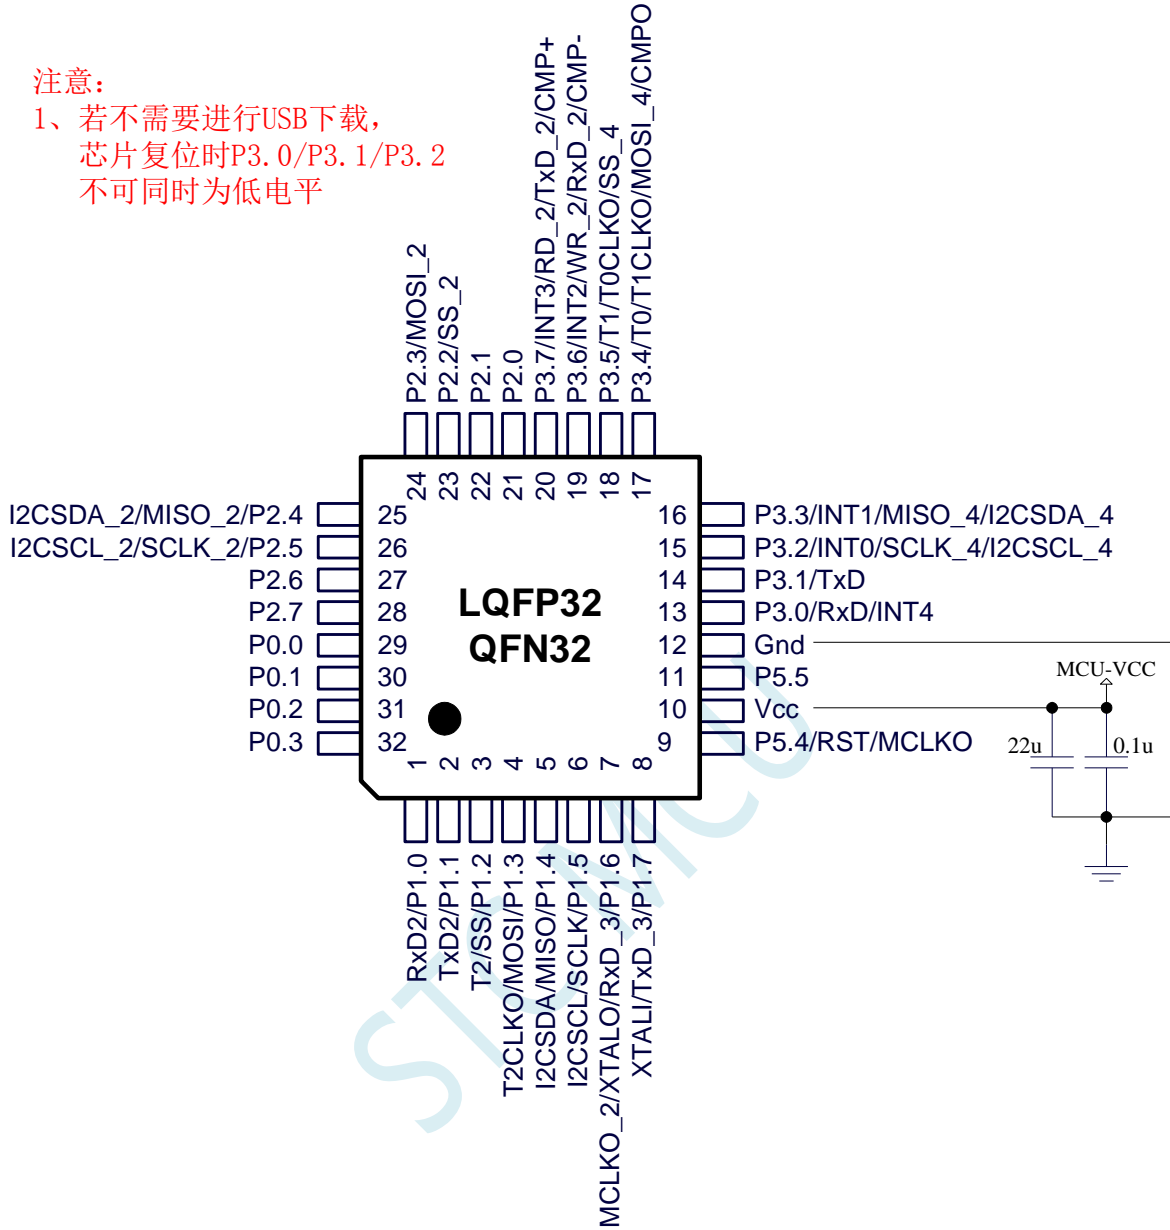 注意：
1、若不需要进行USB下载，
芯片复位时P3.0/P3.1/P3.2
不可同时为低电平
P2.3/MOSI_2
P2.2/SS_2
P2.1
P2.0
P3.7/INT3/RD_2/TxD_2/CMP+
P3.6/INT2/WR_2/RxD_2/CMP-
P3.5/T1/T0CLKO/SS_4
P3.4/T0/T1CLKO/MOSI_4/CMPO
24
23
22
21
20
19
18
17
I2CSDA_2/MISO_2/P2.4 25
I2CSCL_2/SCLK_2/P2.5 26
P2.6 27
P2.7 28
P0.0 29
P0.1 30
P0.2 31
P0.3 32
LQFP32
QFN32
16 P3.3/INT1/MISO_4/I2CSDA_4
15 P3.2/INT0/SCLK_4/I2CSCL_4
14 P3.1/TxD
13 P3.0/RxD/INT4
12 Gnd
11 P5.5
10 Vcc
9 P5.4/RST/MCLKO
MCU-VCC
22u
0.1u
1
2
3
4
5
6
7
8
RxD2/P1.0
TxD2/P1.1
T2/SS/P1.2
T2CLKO/MOSI/P1.3
I2CSDA/MISO/P1.4
I2CSCL/SCLK/P1.5
MCLKO_2/XTALO/RxD_3/P1.6
XTALI/TxD_3/P1.7
STC MCU